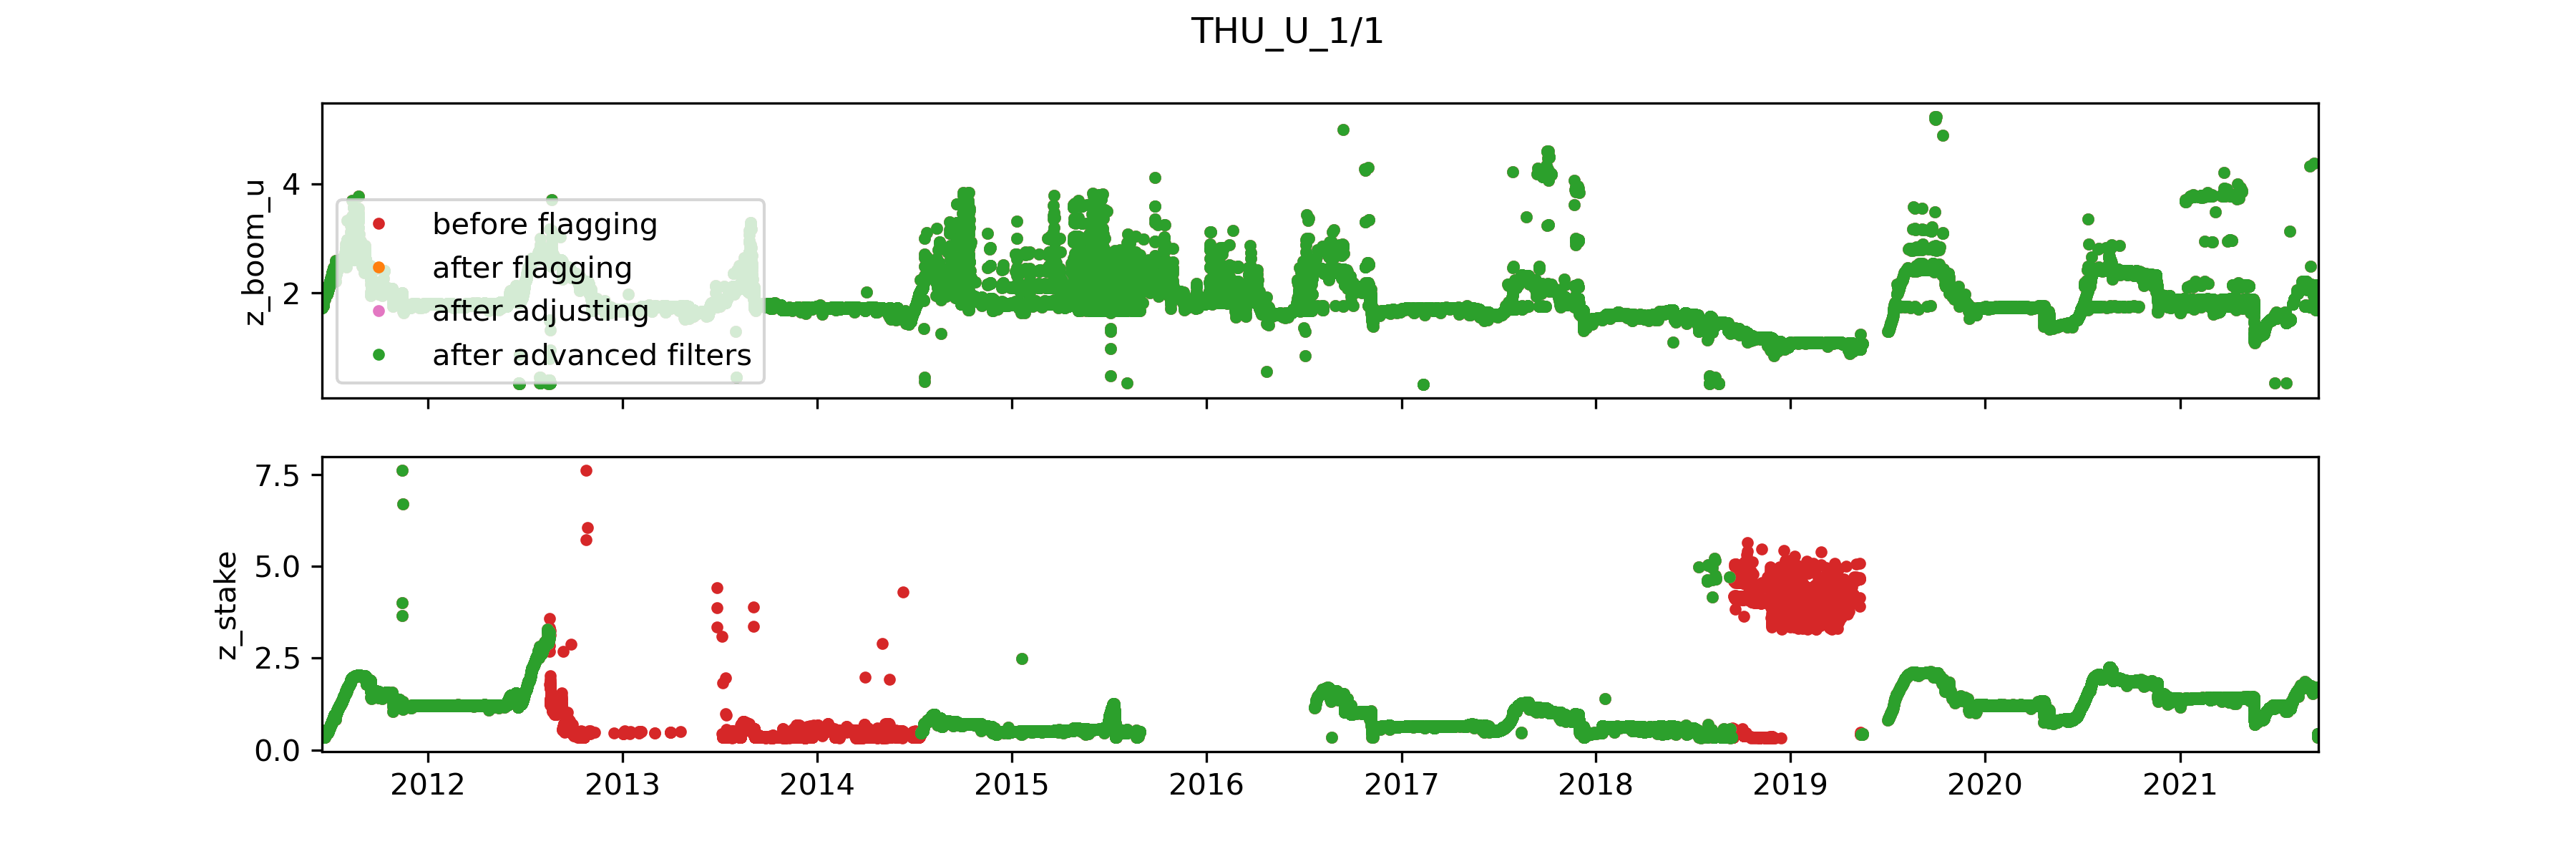 THU_U_1/1
z_boom_u
4
2
before flagging
after flagging
after adjusting
after advanced filters
z_stake
7.5
5.0
2.5
0.0
2012 2013 2014 2015 2016 2017 2018 2019 2020 2021